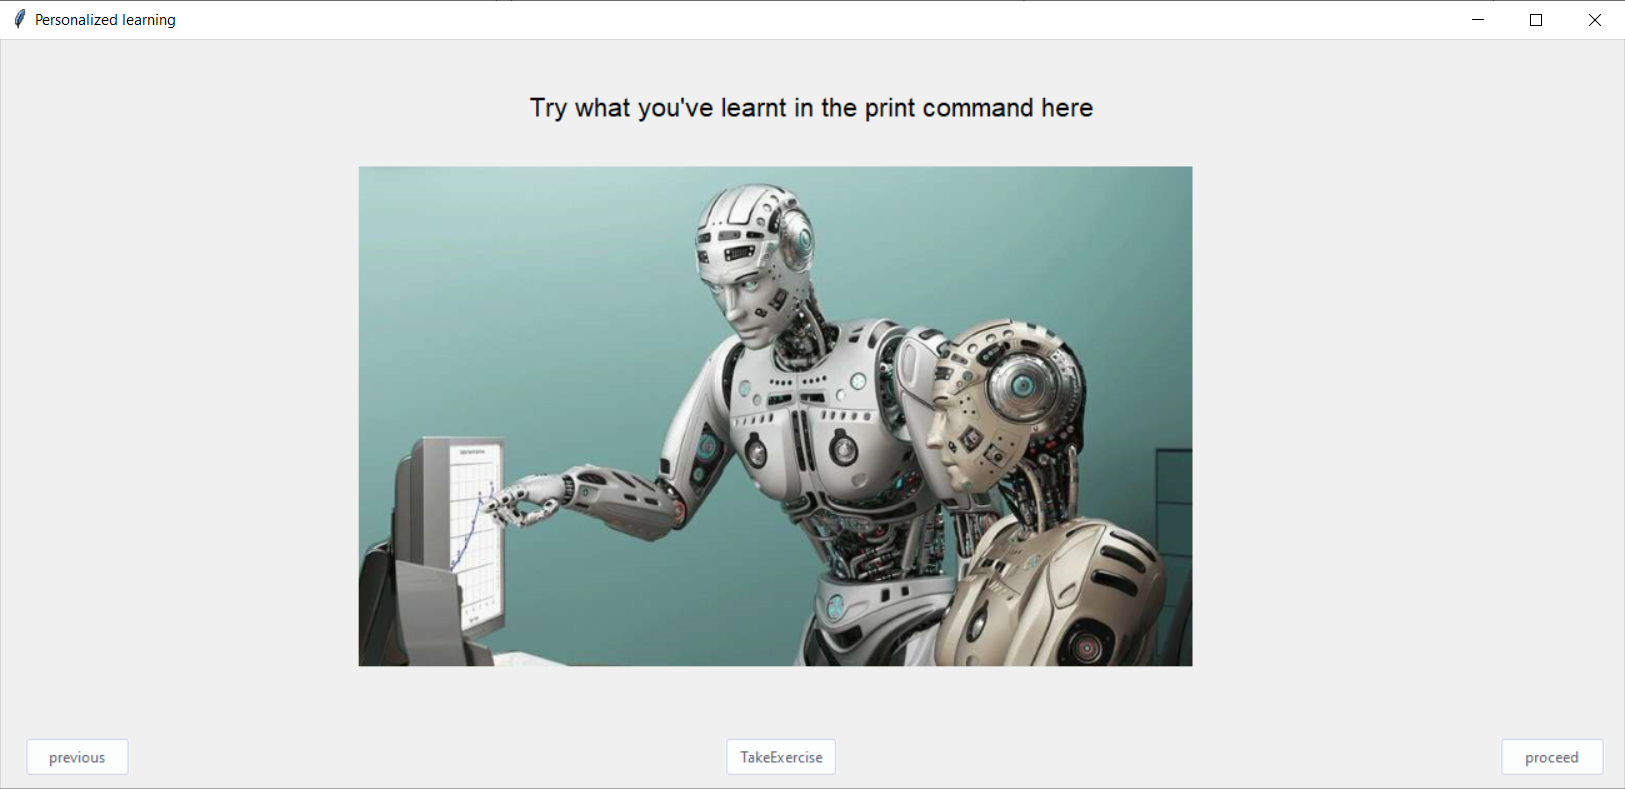 Personalized learning
Try what you've learnt in the print command here
previous
TakeExercise
proceed